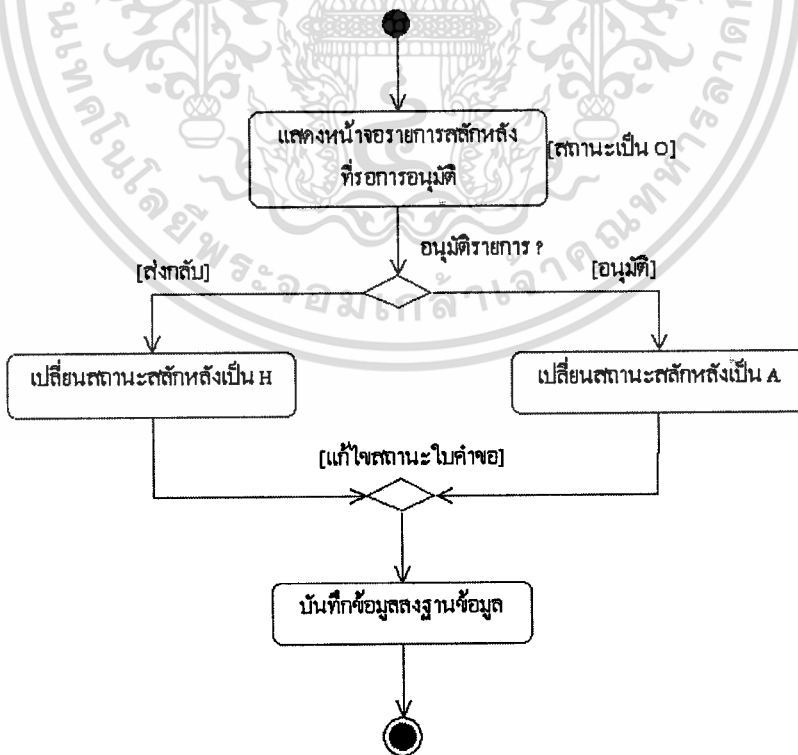 แสดงหน้าจอรายการสลักหลัง
ที่รอการอนุมัติ
[สถานะเป็น O]
อนุมัติรายการ ?
[ส่งกลับ]
[อนุมัติ]
เปลี่ยนสถานะสลักหลังเป็น H
เปลี่ยนสถานะสลักหลังเป็น A
[แก้ไขสถานะใบคำขอ]
บันทึกข้อมูลลงฐานข้อมูล